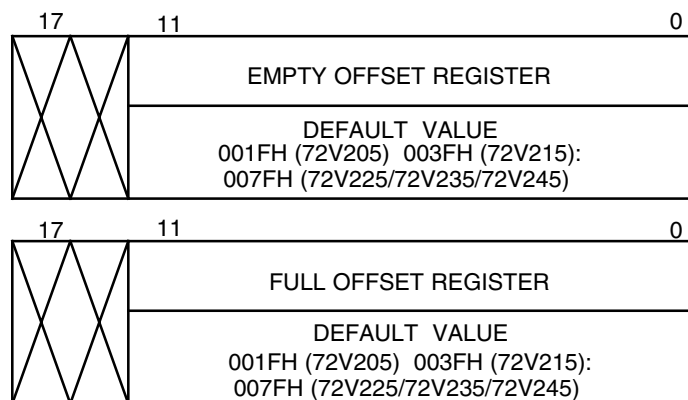 17 11 0
EMPTY OFFSET REGISTER
DEFAULT VALUE
001FH (72V205) 003FH (72V215):
007FH (72V225/72V235/72V245)
17 11 0
FULL OFFSET REGISTER
DEFAULT VALUE
001FH (72V205) 003FH (72V215):
007FH (72V225/72V235/72V245)